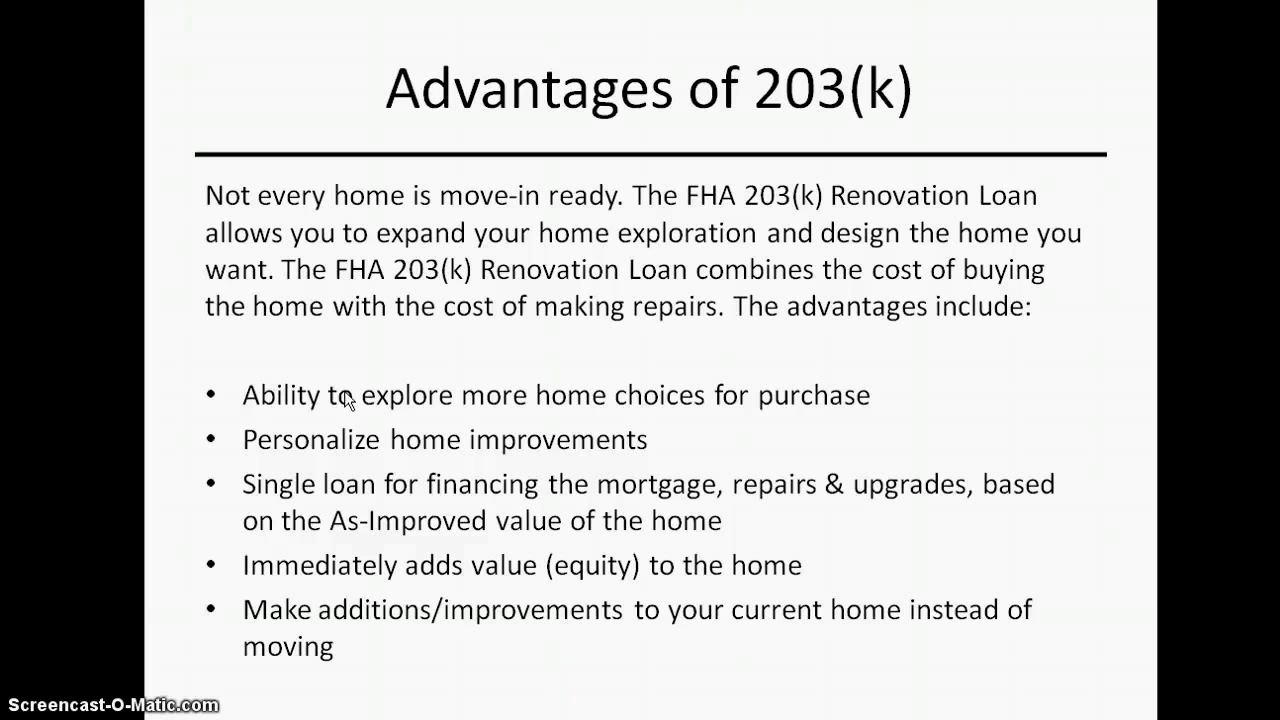 Advantages of 203(k)
Not every home is move-in ready. The FHA 203(k) Renovation Loan
allows you to expand your home exploration and design the home you
want. The FHA 203(k) Renovation Loan combines the cost of buying
the home with the cost of making repairs. The advantages include:
• Ability to explore more home choices for purchase
• Personalize home improvements
• Single loan for financing the mortgage, repairs & upgrades, based
on the As-Improved value of the home
• Immediately adds value (equity) to the home
• Make additions/improvements to your current home instead of
moving
Screencast-O-Matic.com